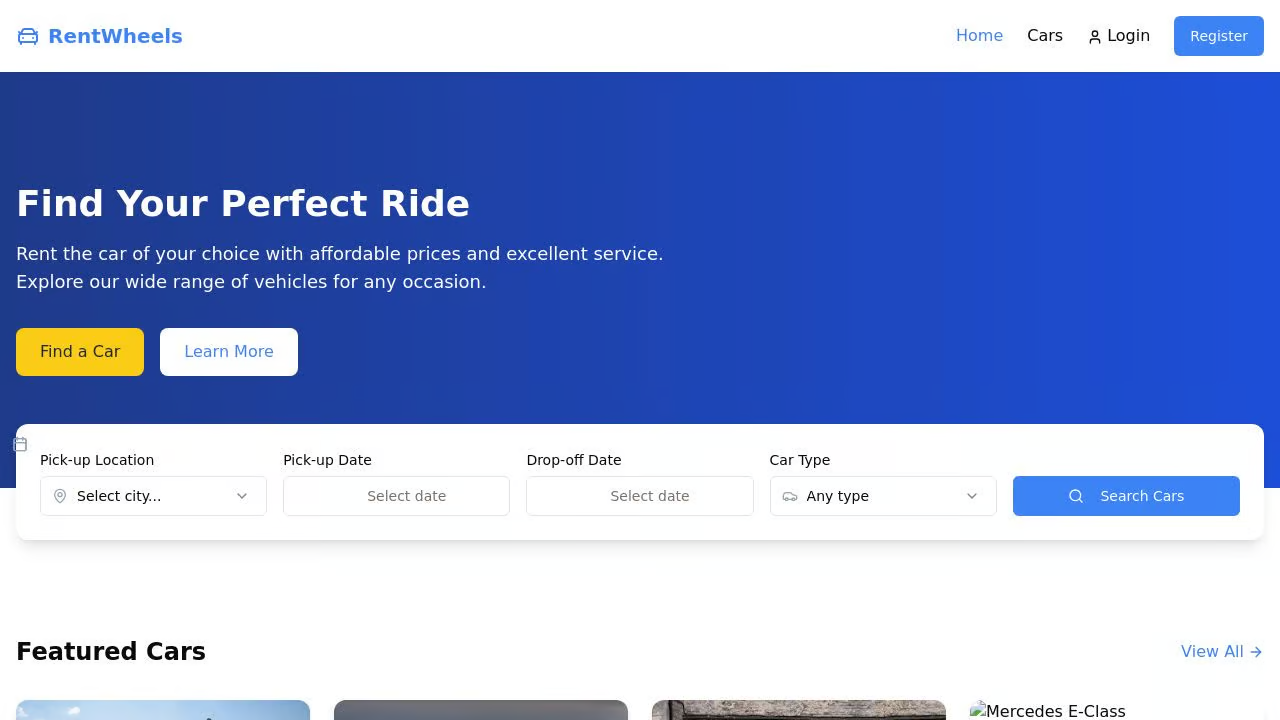 RentWheels
Home
Cars
Login
Register
Find Your Perfect Ride
Rent the car of your choice with affordable prices and excellent service.
Explore our wide range of vehicles for any occasion.
Find a Car
Learn More
Pick-up Location
Pick-up Date
Drop-off Date
Car Type
Select city...
Select date
Select date
Any type
Search Cars
Featured Cars
View All
Mercedes E-Class